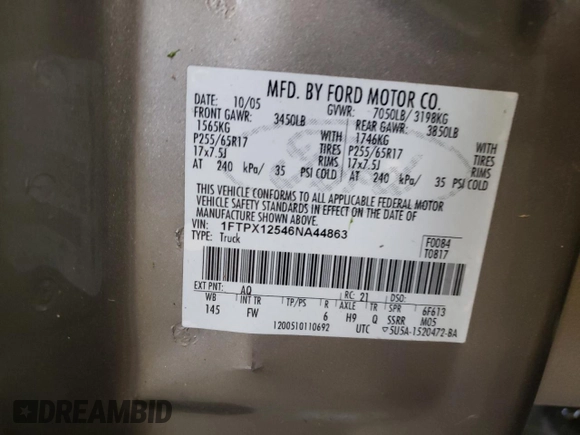 MFD. BY FORD MOTOR CO.
DATE: 10/05 GVWR: 7050LB/ 3198KG
FRONT GAWR: 3450LB REAR GAWR: 3850LB
1565KG WITH 1746KG WITH
P255/65R17 TIRES P255/65R17 TIRES
17x7.5J RIMS 17x7.5J RIMS
AT 240 kPa/ 35 PSI COLD AT 240 kPa/ 35 PSI COLD
THIS VEHICLE CONFORMS TO ALL APPLICABLE FEDERAL MOTOR
VEHICLE SAFETY STANDARDS IN EFFECT ON THE DATE OF
MANUFACTURE SHOWN ABOVE.
VIN: 1FTPX12546NA44863 F0084
TYPE: Truck T0817
EXT PNT: AQ RC: 21 DSO:
WB INT TR TP/PS R AXLE TR SPR 6F613
145 FW 6 H9 Q 5SRR M05
1200510110692 UTC 5U5A-1520472-BA
DREAMBID